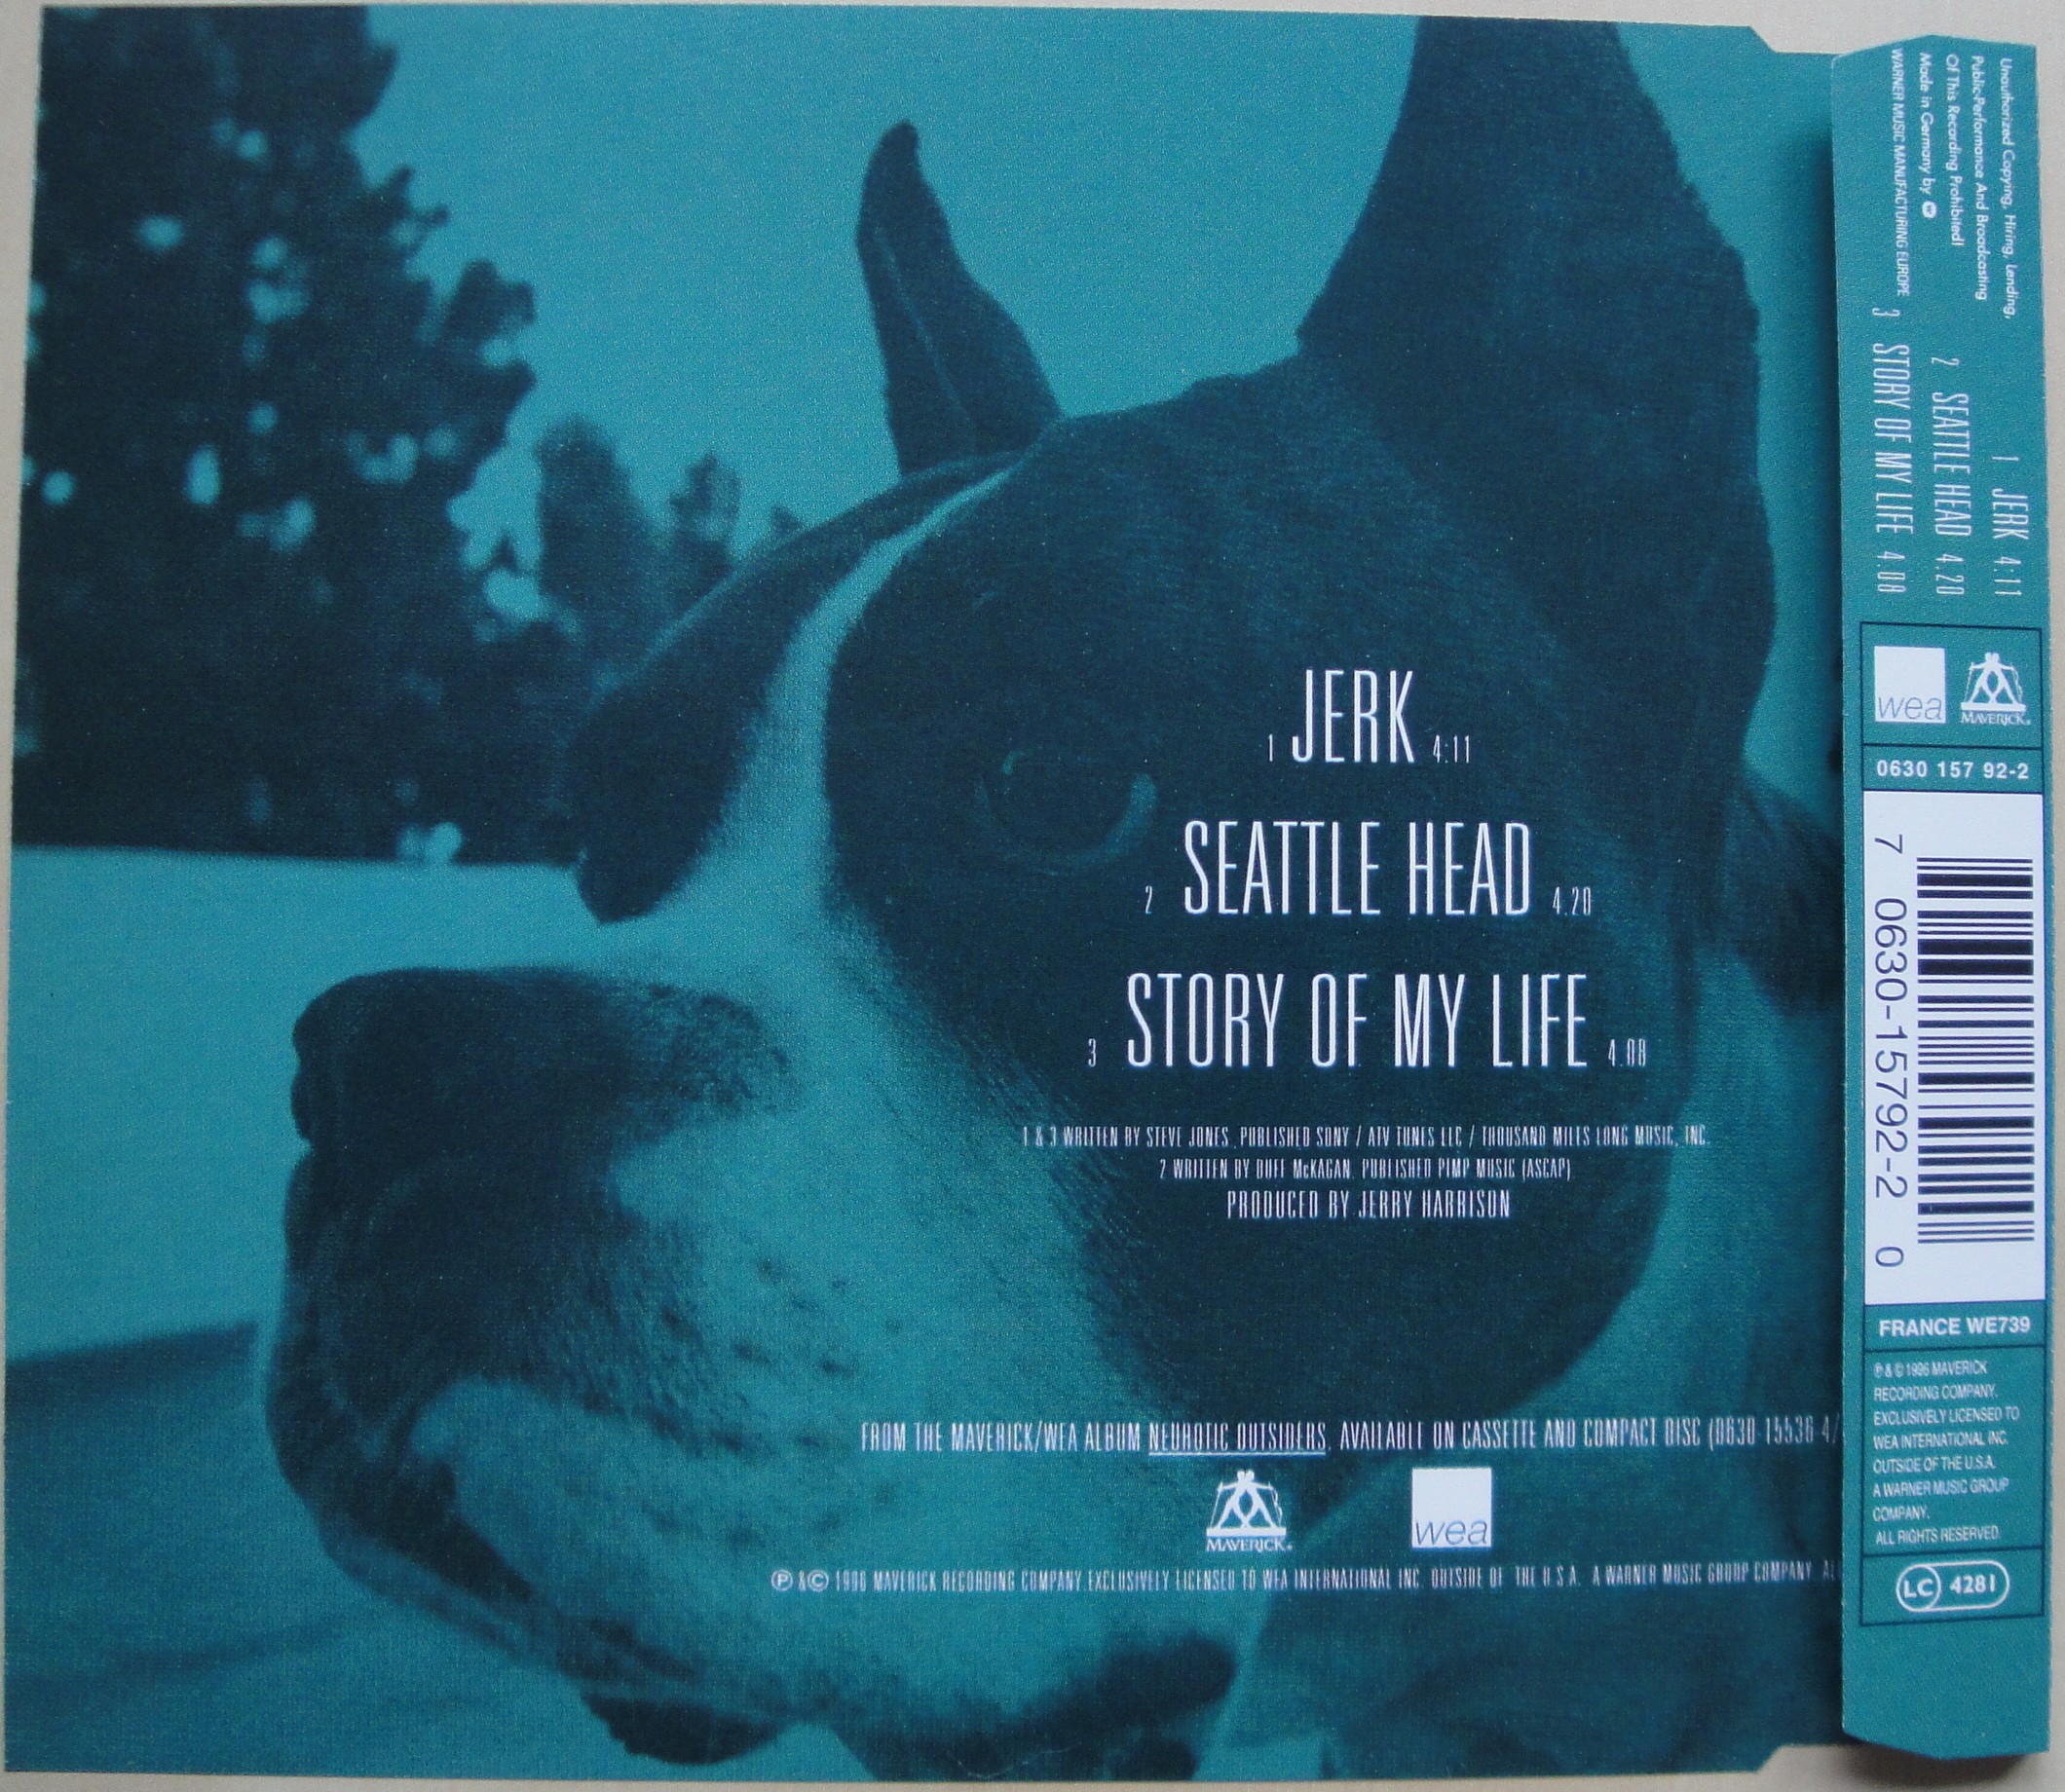 1 JERK 4:11
2 SEATTLE HEAD 4.20
3 STORY OF MY LIFE 4.08
1 & 3 WRITTEN BY STEVE JONES. PUBLISHED SONY / ATV TUNES LLC / THOUSAND MILES LONG MUSIC, INC.
2 WRITTEN BY DUFF McKAGAN. PUBLISHED PIMP MUSIC (ASCAP)
PRODUCED BY JERRY HARRISON
FROM THE MAVERICK/WEA ALBUM NEUROTIC OUTSIDERS, AVAILABLE ON CASSETTE AND COMPACT DISC (0630-15536-4/
MAVERICK
wea
℗ & © 1996 MAVERICK RECORDING COMPANY. EXCLUSIVELY LICENSED TO WEA INTERNATIONAL INC. OUTSIDE OF THE U.S.A. A WARNER MUSIC GROUP COMPANY.
Unauthorized Copying, Hiring, Lending,
Public-Performance And Broadcasting
Of This Recording Prohibited!
Made in Germany by
WARNER MUSIC MANUFACTURING EUROPE
1 JERK 4:11
2 SEATTLE HEAD 4.20
3 STORY OF MY LIFE 4.08
wea
MAVERICK
0630 157 92-2
7 0630-15792-2 0
FRANCE WE739
℗ & © 1996 MAVERICK
RECORDING COMPANY.
EXCLUSIVELY LICENSED TO
WEA INTERNATIONAL INC.
OUTSIDE OF THE U.S.A.
A WARNER MUSIC GROUP
COMPANY.
ALL RIGHTS RESERVED.
LC 4281